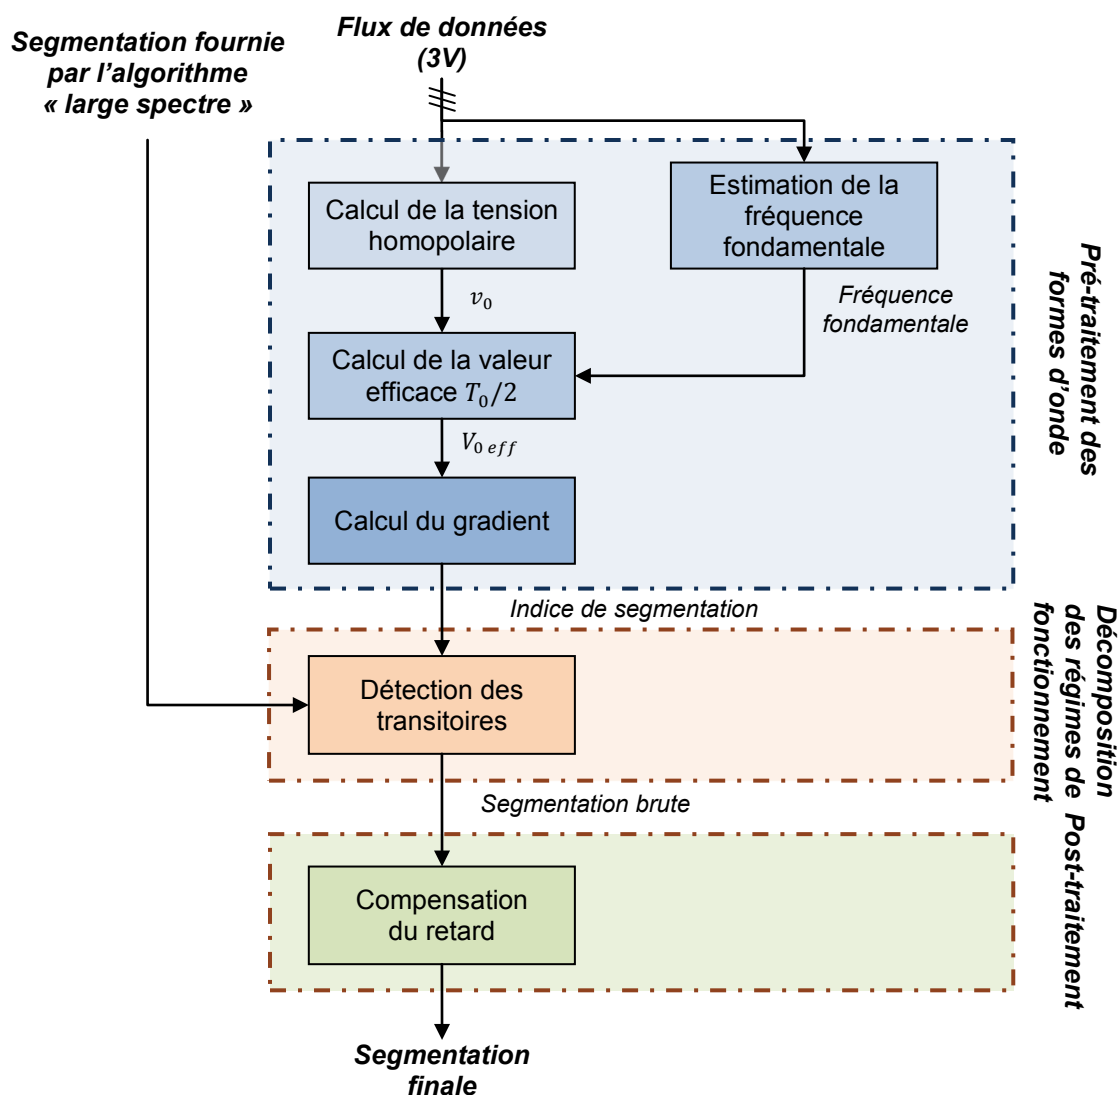 Segmentation fournie
par l'algorithme
« large spectre »
Flux de données
(3V)
Calcul de la tension
homopolaire
Estimation de la
fréquence
fondamentale
v₀
Fréquence
fondamentale
Calcul de la valeur
efficace T₀/2
V₀ eff
Calcul du gradient
Pré-traitement des
formes d'onde
Indice de segmentation
Détection des
transitoires
Décomposition
des régimes de
fonctionnement
Segmentation brute
Compensation
du retard
Post-traitement
Segmentation
finale